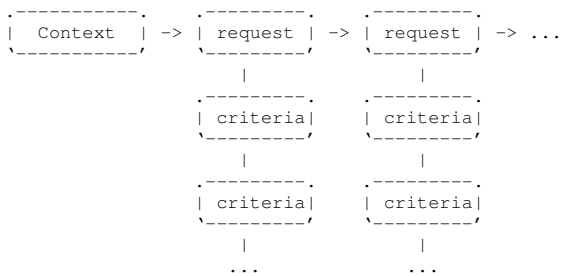 Context -> request -> request -> ...
criteria criteria
criteria criteria
... ...